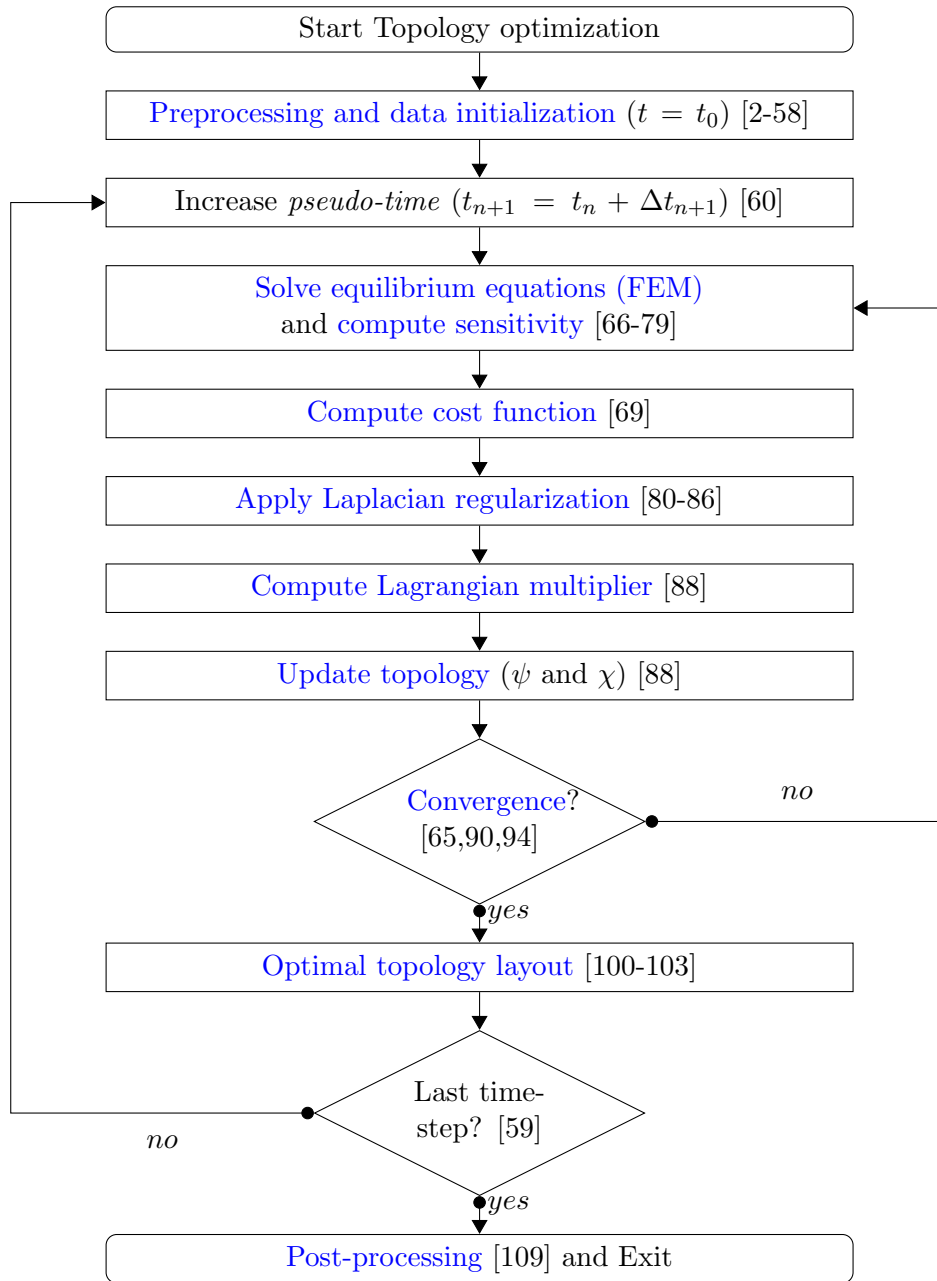 Start Topology optimization
Preprocessing and data initialization (t = t₀) [2-58]
Increase pseudo-time (tₙ₊₁ = tₙ + Δtₙ₊₁) [60]
Solve equilibrium equations (FEM)
and compute sensitivity [66-79]
Compute cost function [69]
Apply Laplacian regularization [80-86]
Compute Lagrangian multiplier [88]
Update topology (ψ and χ) [88]
Convergence?
[65,90,94]
no
yes
Optimal topology layout [100-103]
Last time-
step? [59]
no
yes
Post-processing [109] and Exit